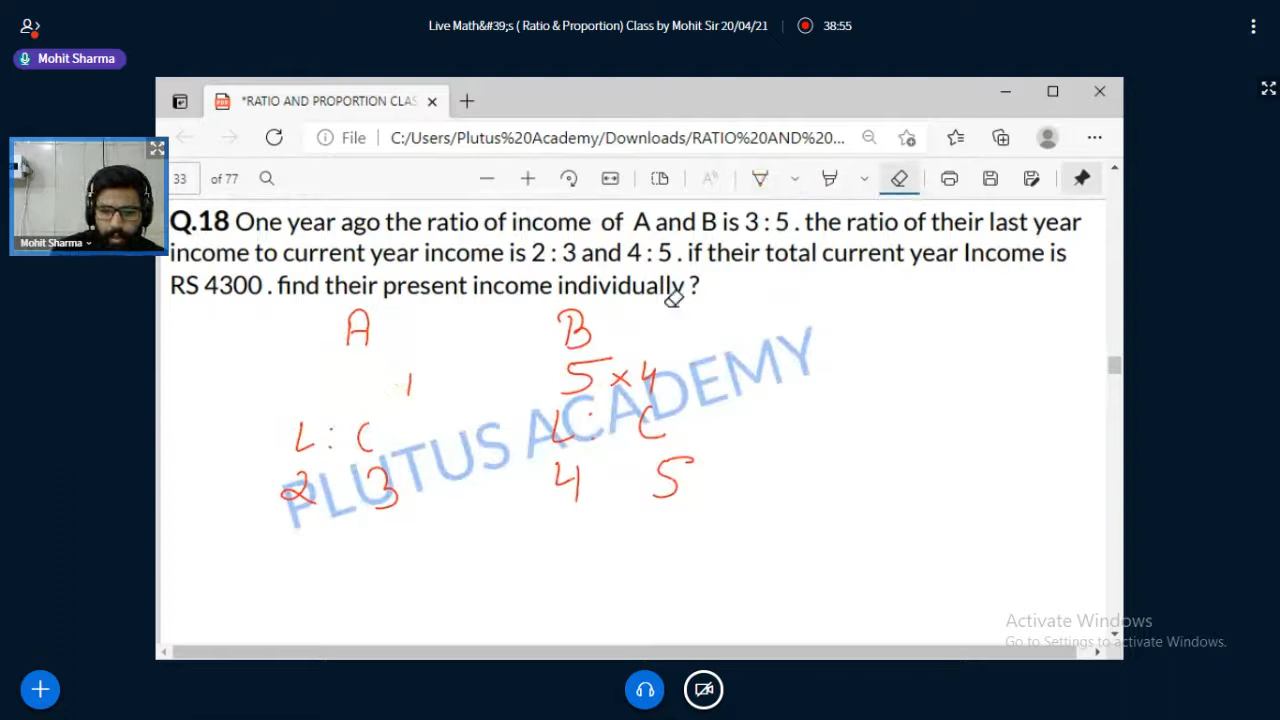 Live Math&#39;s ( Ratio & Proportion) Class by Mohit Sir 20/04/21
38:55
Mohit Sharma
*RATIO AND PROPORTION CLAS
File
C:/Users/Plutus%20Academy/Downloads/RATIO%20AND%20...
33 of 77
Mohit Sharma
Q.18 One year ago the ratio of income of A and B is 3 : 5 . the ratio of their last year
income to current year income is 2 : 3 and 4 : 5 . if their total current year Income is
RS 4300 . find their present income individually ?
A B
1 5 × 4
L : C L : C
2 3 4 5
PLUTUS ACADEMY
Activate Windows
Go to Settings to activate Windows.